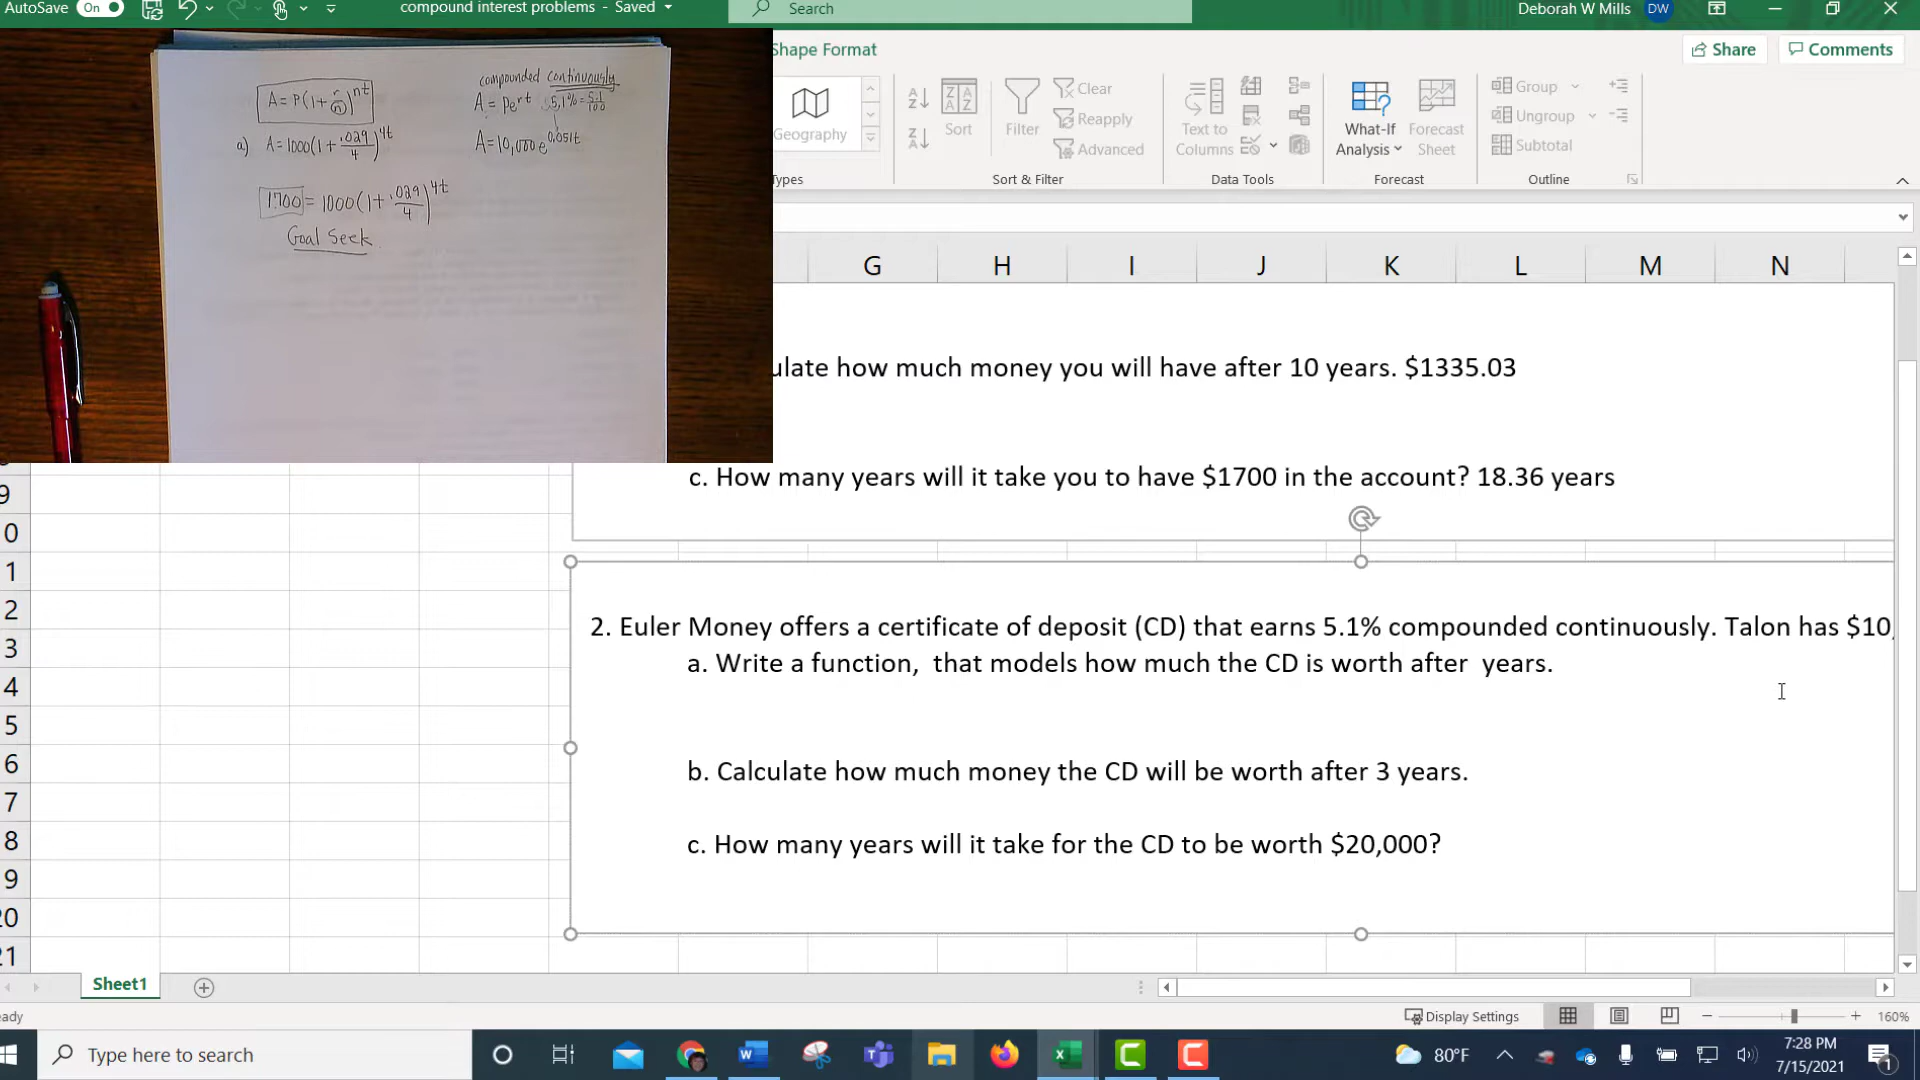 AutoSave On compound interest problems - Saved Search Deborah W Mills DW
Shape Format Share Comments
Geography Sort Filter Clear Reapply Advanced Text to Columns What-If Analysis Forecast Sheet Group Ungroup Subtotal
Types Sort & Filter Data Tools Forecast Outline
A = P(1 + r/n)^nt
a) A = 1000(1 + .029/4)^4t
1700 = 1000(1 + .029/4)^4t
Goal Seek
compounded continuously
A = Pe^rt 5.1% = 5.1/100
A = 10,000 e^0.051t
G H I J K L M N
ulate how much money you will have after 10 years. $1335.03
c. How many years will it take you to have $1700 in the account? 18.36 years
2. Euler Money offers a certificate of deposit (CD) that earns 5.1% compounded continuously. Talon has $10,
a. Write a function, that models how much the CD is worth after years.
b. Calculate how much money the CD will be worth after 3 years.
c. How many years will it take for the CD to be worth $20,000?
9
0
1
2
3
4
5
6
7
8
9
20
21
Sheet1
eady Display Settings 160%
Type here to search 80°F 7:28 PM
7/15/2021 1